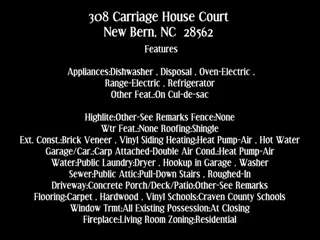 308 Carriage House Court
New Bern, NC 28562
Features
Appliances:Dishwasher , Disposal , Oven-Electric ,
Range-Electric , Refrigerator
Other Feat.:On Cul-de-sac
Highlite:Other-See Remarks Fence:None
Wtr Feat.:None Roofing:Shingle
Ext. Const.:Brick Veneer , Vinyl Siding Heating:Heat Pump-Air , Hot Water
Garage/Car.:Carp Attached-Double Air Cond.:Heat Pump-Air
Water:Public Laundry:Dryer , Hookup in Garage , Washer
Sewer:Public Attic:Pull-Down Stairs , Roughed-In
Driveway:Concrete Porch/Deck/Patio:Other-See Remarks
Flooring:Carpet , Hardwood , Vinyl Schools:Craven County Schools
Window Trmt:All Existing Possession:At Closing
Fireplace:Living Room Zoning:Residential